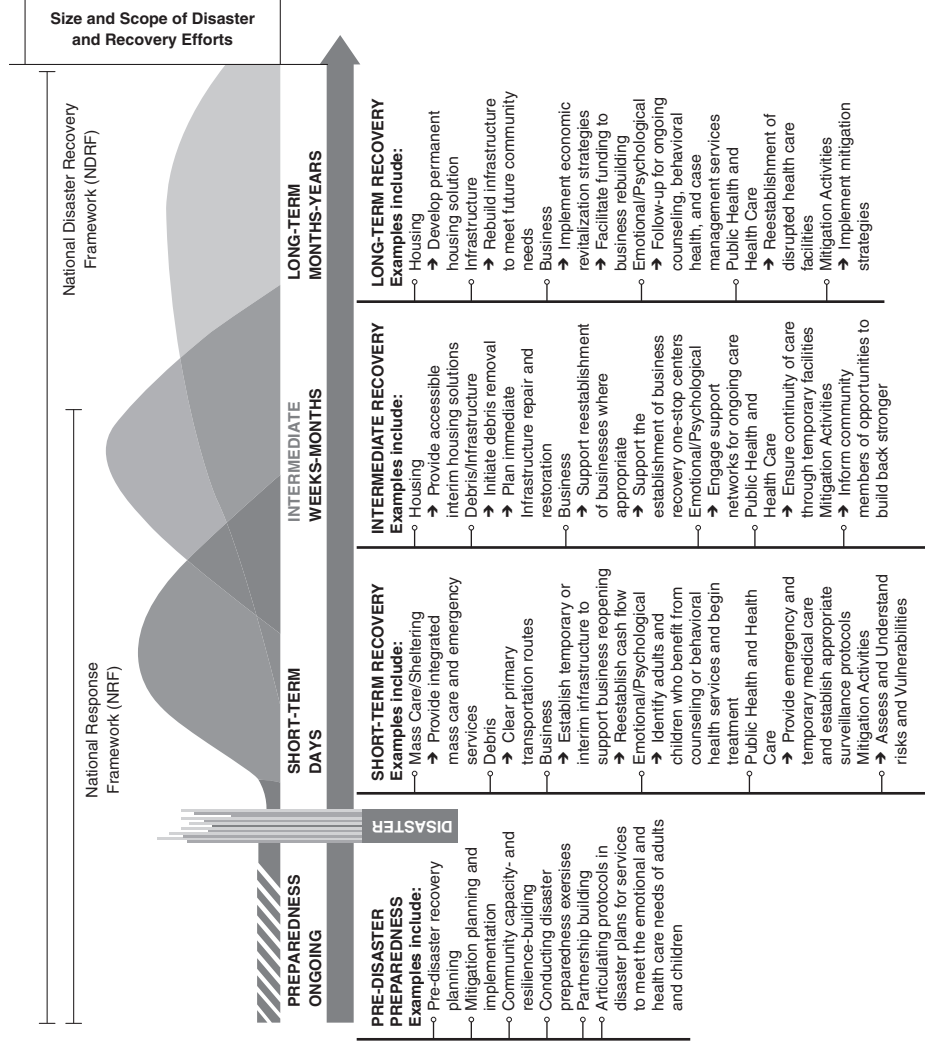 Size and Scope of Disaster
and Recovery Efforts
National Disaster Recovery
Framework (NDRF)
National Response
Framework (NRF)
PREPAREDNESS
ONGOING
DISASTER
SHORT-TERM
DAYS
INTERMEDIATE
WEEKS-MONTHS
LONG-TERM
MONTHS-YEARS
PRE-DISASTER
PREPAREDNESS
Examples include:
Pre-disaster recovery
planning
Mitigation planning and
implementation
Community capacity- and
resilience-building
Conducting disaster
preparedness exersises
Partnership building
Articulating protocols in
disaster plans for services
to meet the emotional and
health care needs of adults
and children
SHORT-TERM RECOVERY
Examples include:
Mass Care/Sheltering
➔ Provide integrated
mass care and emergency
services
Debris
➔ Clear primary
transportation routes
Business
➔ Establish temporary or
interim infrastructure to
support business reopening
➔ Reestablish cash flow
Emotional/Psychological
➔ Identify adults and
children who benefit from
counseling or behavioral
health services and begin
treatment
Public Health and Health
Care
➔ Provide emergency and
temporary medical care
and establish appropriate
surveillance protocols
Mitigation Activities
➔ Assess and Understand
risks and Vulnerabilities
INTERMEDIATE RECOVERY
Examples include:
Housing
➔ Provide accessible
interim housing solutions
Debris/Infrastructure
➔ Initiate debris removal
➔ Plan immediate
Infrastructure repair and
restoration
Business
➔ Support reestablishment
of businesses where
appropriate
➔ Support the
establishment of business
recovery one-stop centers
Emotional/Psychological
➔ Engage support
networks for ongoing care
Public Health and
Health Care
➔ Ensure continuity of care
through temporary facilities
Mitigation Activities
➔ Inform community
members of opportunities to
build back stronger
LONG-TERM RECOVERY
Examples include:
Housing
➔ Develop permanent
housing solution
Infrastructure
➔ Rebuild infrastructure
to meet future community
needs
Business
➔ Implement economic
revitalization strategies
➔ Facilitate funding to
business rebuilding
Emotional/Psychological
➔ Follow-up for ongoing
counseling, behavioral
health, and case
management services
Public Health and
Health Care
➔ Reestablishment of
disrupted health care
facilities
Mitigation Activities
➔ Implement mitigation
strategies